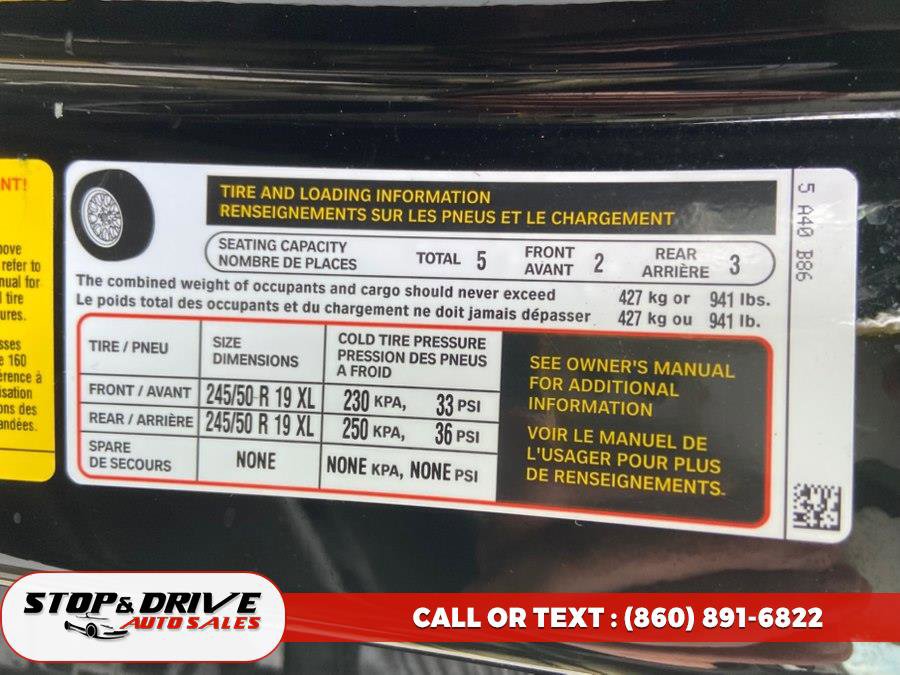 NT!
ove
refer to
nual for
l tire
ures.
sses
e 160
érence à
isation
ons des
andées.
TIRE AND LOADING INFORMATION
RENSEIGNEMENTS SUR LES PNEUS ET LE CHARGEMENT
SEATING CAPACITY
NOMBRE DE PLACES
TOTAL 5
FRONT
AVANT 2
REAR
ARRIÈRE 3
The combined weight of occupants and cargo should never exceed 427 kg or 941 lbs.
Le poids total des occupants et du chargement ne doit jamais dépasser 427 kg ou 941 lb.
TIRE / PNEU
SIZE
DIMENSIONS
COLD TIRE PRESSURE
PRESSION DES PNEUS
A FROID
FRONT / AVANT 245/50 R 19 XL 230 KPA, 33 PSI
REAR / ARRIÈRE 245/50 R 19 XL 250 KPA, 36 PSI
SPARE
DE SECOURS
NONE
NONE KPA, NONE PSI
SEE OWNER'S MANUAL
FOR ADDITIONAL
INFORMATION
VOIR LE MANUEL DE
L'USAGER POUR PLUS
DE RENSEIGNEMENTS.
5 A40 B86
STOP & DRIVE
AUTO SALES
CALL OR TEXT : (860) 891-6822